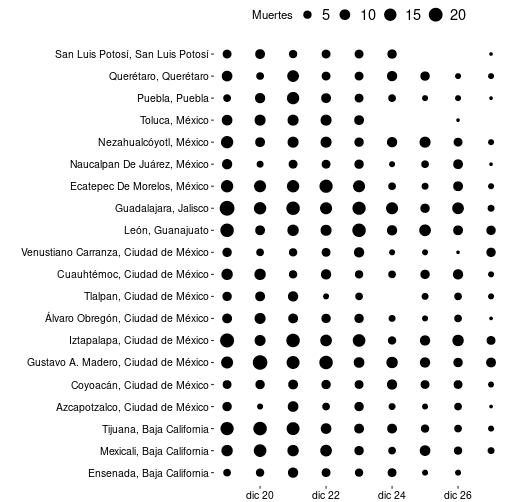 Muertes 5 10 15 20
San Luis Potosí, San Luis Potosí
Querétaro, Querétaro
Puebla, Puebla
Toluca, México
Nezahualcóyotl, México
Naucalpan De Juárez, México
Ecatepec De Morelos, México
Guadalajara, Jalisco
León, Guanajuato
Venustiano Carranza, Ciudad de México
Cuauhtémoc, Ciudad de México
Tlalpan, Ciudad de México
Álvaro Obregón, Ciudad de México
Iztapalapa, Ciudad de México
Gustavo A. Madero, Ciudad de México
Coyoacán, Ciudad de México
Azcapotzalco, Ciudad de México
Tijuana, Baja California
Mexicali, Baja California
Ensenada, Baja California
dic 20 dic 22 dic 24 dic 26